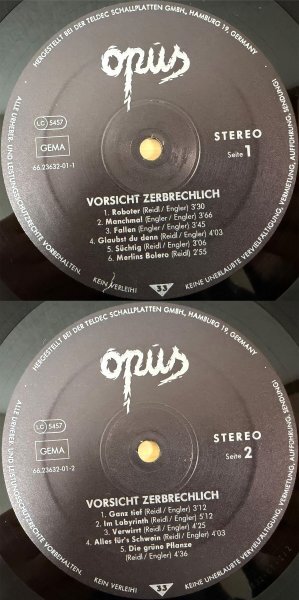 HERGESTELLT BEI DER TELDEC SCHALLPLATTEN GMBH., HAMBURG 19, GERMANY
opus
LC 5457
GEMA
66.23632-01-1
STEREO
Seite 1
VORSICHT ZERBRECHLICH
1. Roboter (Reidl/Engler) 3'30
2. Manchmal (Engler/Engler) 3'66
3. Fallen (Engler/Engler) 3'45
4. Glaubst du denn (Reidl/Engler) 4'03
5. Süchtig (Reidl/Engler) 3'06
6. Merlins Bolero (Reidl) 2'55
KEIN VERLEIH!
33
KEINE UNERLAUBTE VERVIELFÄLTIGUNG, VERMIETUNG, AUFFÜHRUNG, SENDUNG!
ALLE URHEBER- UND LEISTUNGSSCHUTZRECHTE VORBEHALTEN.
HERGESTELLT BEI DER TELDEC SCHALLPLATTEN GMBH., HAMBURG 19, GERMANY
opus
LC 5457
GEMA
66.23632-01-2
STEREO
Seite 2
VORSICHT ZERBRECHLICH
1. Ganz tief (Reidl/Engler) 3'12
2. Im Labyrinth (Reidl/Engler) 5'12
3. Verwirrt (Reidl/Engler) 4'25
4. Alles für's Schwein (Reidl/Engler) 4'03
5. Die grüne Pflanze
(Reidl/Engler) 4'36
KEIN VERLEIH!
33
KEINE UNERLAUBTE VERVIELFÄLTIGUNG, VERMIETUNG, AUFFÜHRUNG, SENDUNG!
ALLE URHEBER- UND LEISTUNGSSCHUTZRECHTE VORBEHALTEN.